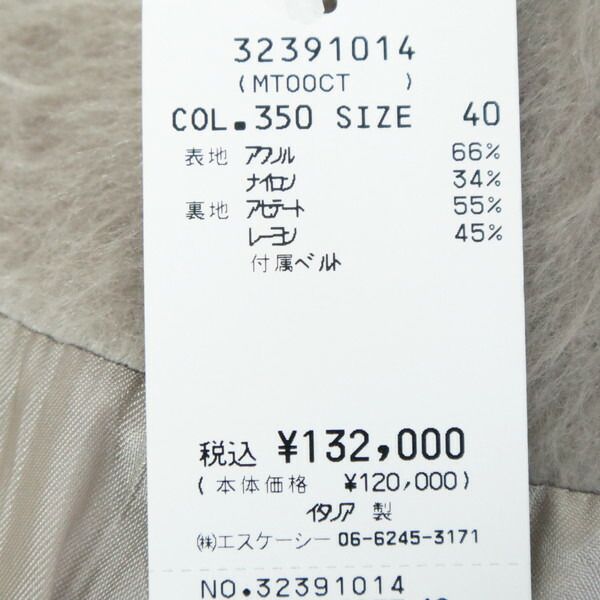 32391014
(MT00CT    )
COL.350 SIZE 40
表地 アクリル 66%
ナイロン 34%
裏地 アセテート 55%
レーヨン 45%
付属ベルト
税込 ¥132,000
(本体価格 ¥120,000)
イタリア 製
㈱エスケーシー 06-6245-3171
NO.32391014